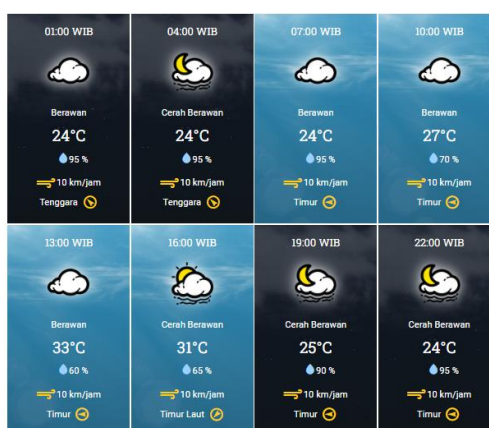 01:00 WIB
Berawan
24°C
95 %
10 km/jam
Tenggara
04:00 WIB
Cerah Berawan
24°C
95 %
10 km/jam
Tenggara
07:00 WIB
Berawan
24°C
95 %
10 km/jam
Timur
10:00 WIB
Berawan
27°C
70 %
10 km/jam
Timur
13:00 WIB
Berawan
33°C
60 %
10 km/jam
Timur
16:00 WIB
Cerah Berawan
31°C
65 %
10 km/jam
Timur Laut
19:00 WIB
Cerah Berawan
25°C
90 %
10 km/jam
Timur
22:00 WIB
Cerah Berawan
24°C
95 %
10 km/jam
Timur